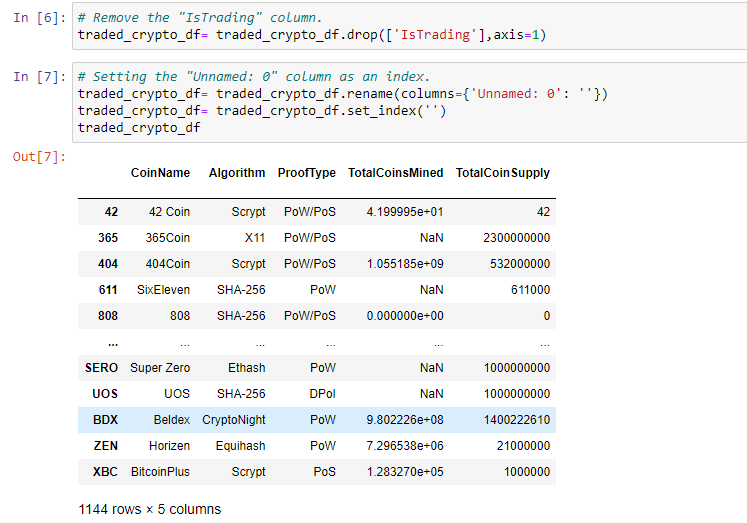 In [6]: # Remove the "IsTrading" column.
traded_crypto_df= traded_crypto_df.drop(['IsTrading'],axis=1)
In [7]: # Setting the "Unnamed: 0" column as an index.
traded_crypto_df= traded_crypto_df.rename(columns={'Unnamed: 0': ''})
traded_crypto_df= traded_crypto_df.set_index('')
traded_crypto_df
Out[7]:
CoinName Algorithm ProofType TotalCoinsMined TotalCoinSupply
42 42 Coin Scrypt PoW/PoS 4.199995e+01 42
365 365Coin X11 PoW/PoS NaN 2300000000
404 404Coin Scrypt PoW/PoS 1.055185e+09 532000000
611 SixEleven SHA-256 PoW NaN 611000
808 808 SHA-256 PoW/PoS 0.000000e+00 0
... ... ... ... ... ...
SERO Super Zero Ethash PoW NaN 1000000000
UOS UOS SHA-256 DPoI NaN 1000000000
BDX Beldex CryptoNight PoW 9.802226e+08 1400222610
ZEN Horizen Equihash PoW 7.296538e+06 21000000
XBC BitcoinPlus Scrypt PoS 1.283270e+05 1000000
1144 rows × 5 columns